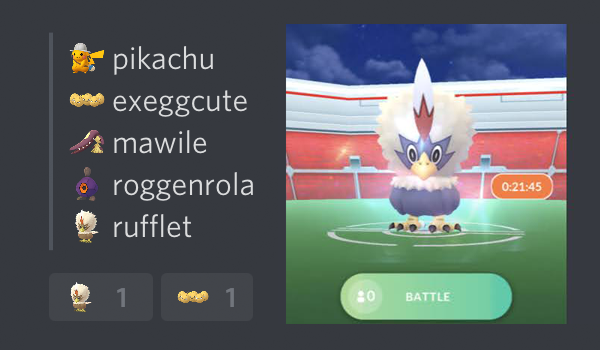 pikachu
exeggcute
mawile
roggenrola
rufflet
1 1
0:21:45
0 BATTLE